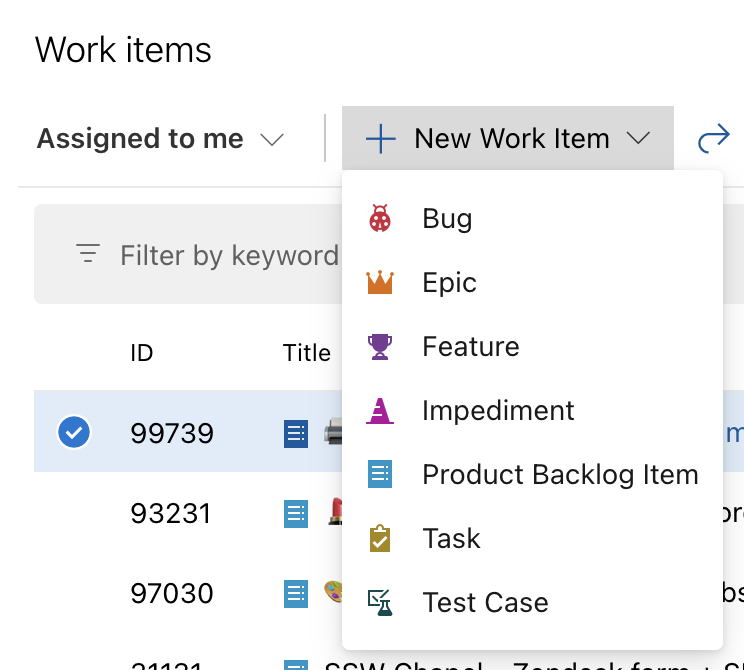 Work items
Assigned to me
New Work Item
Filter by keyword
Bug
Epic
Feature
Impediment
Product Backlog Item
Task
Test Case
ID Title
99739
93231
97030